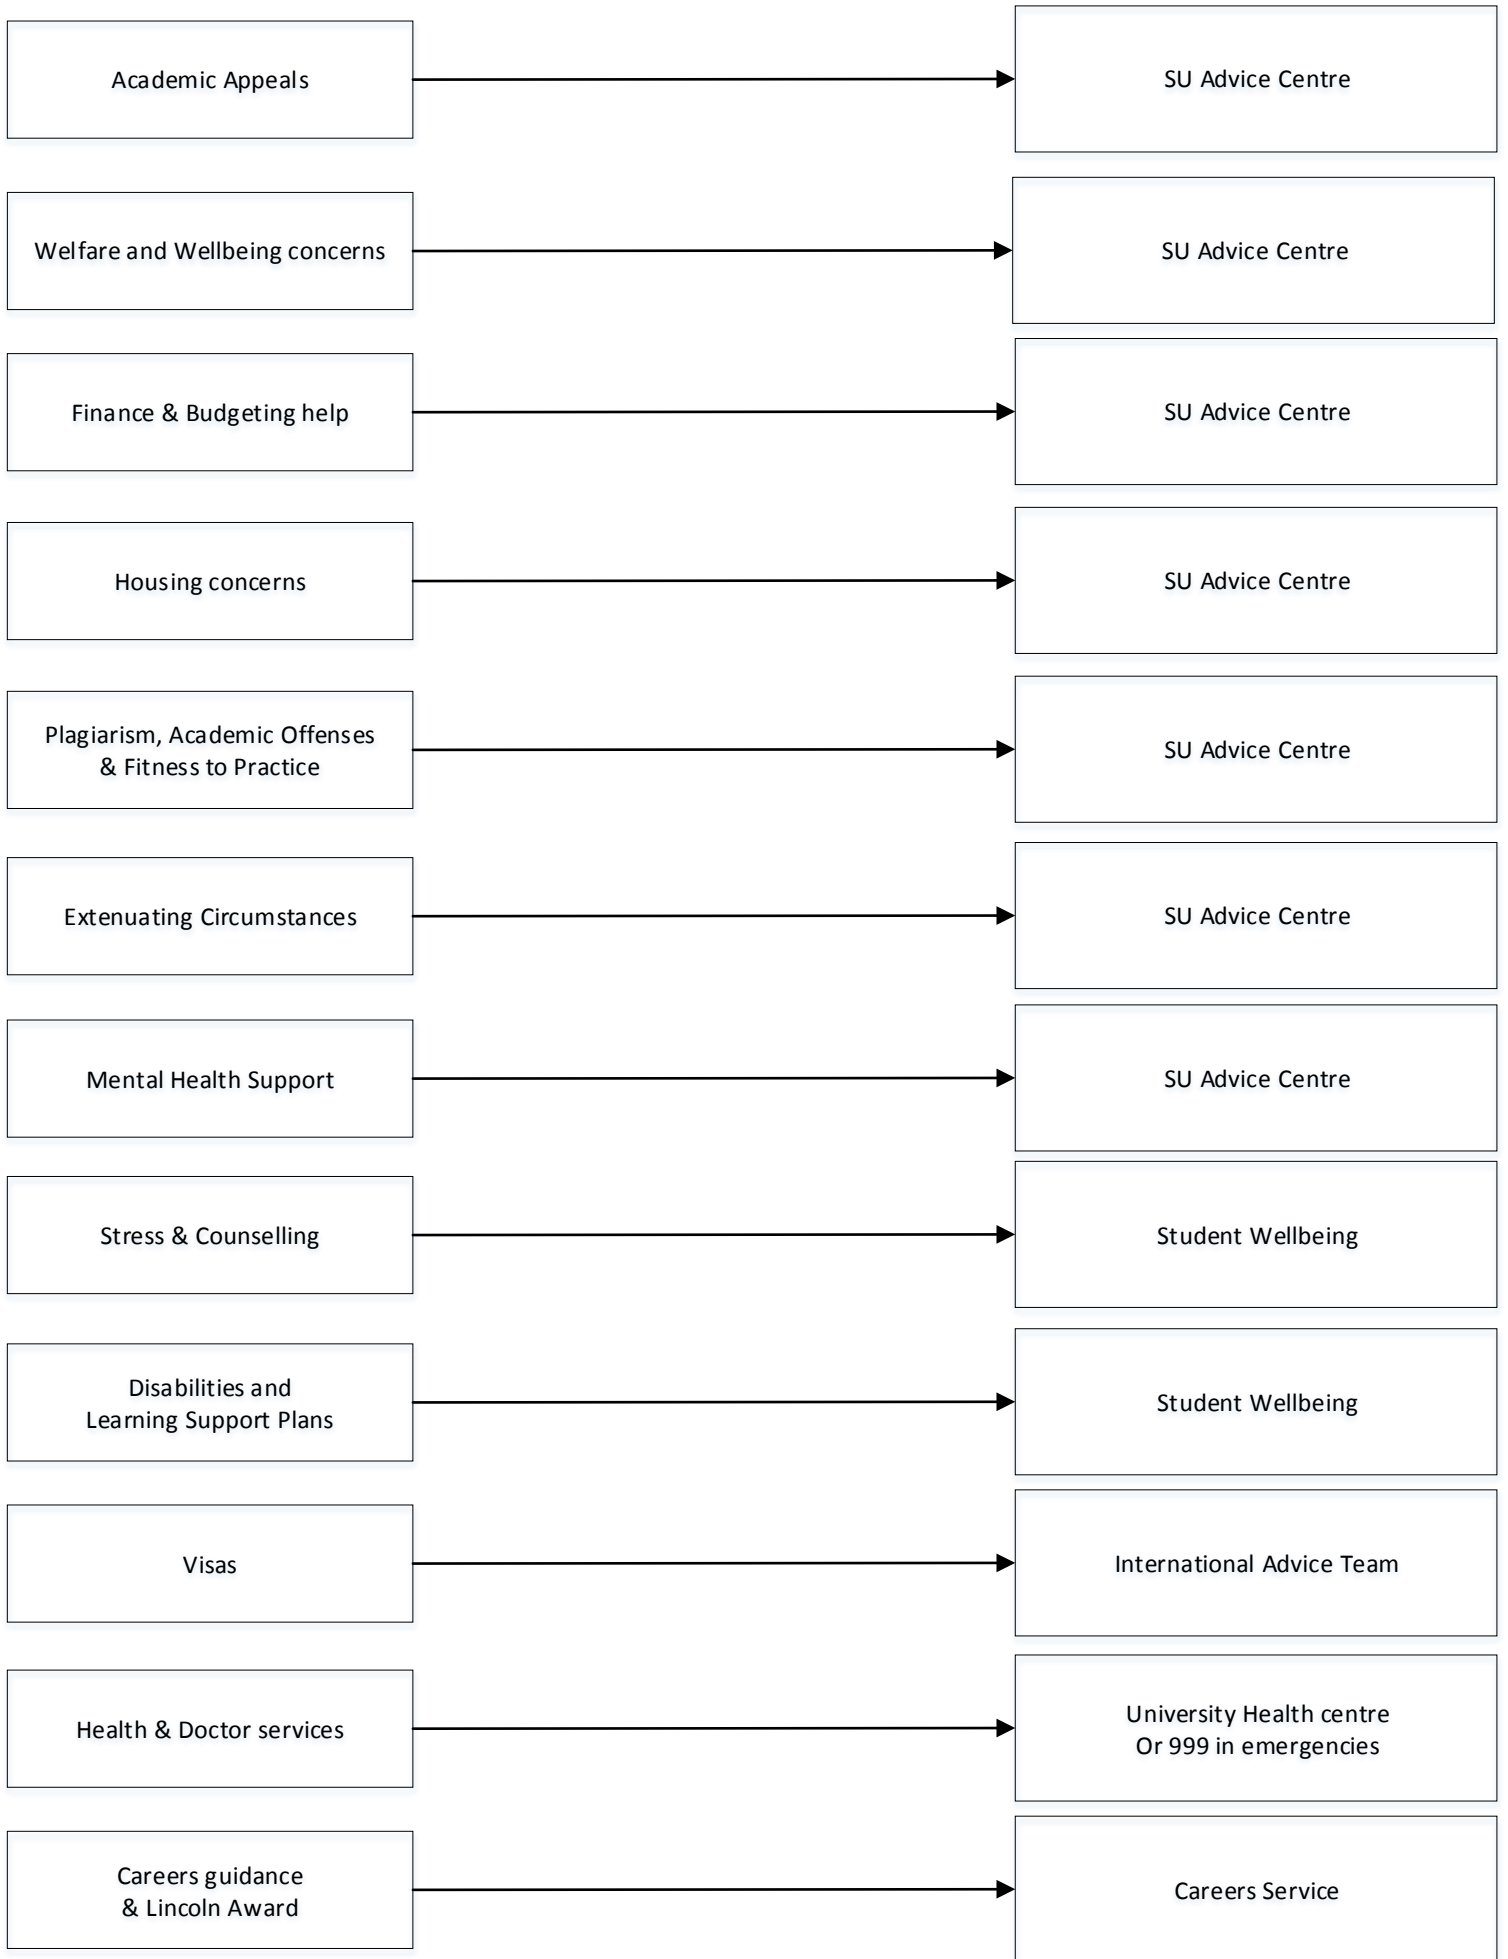 Academic Appeals
SU Advice Centre
Welfare and Wellbeing concerns
SU Advice Centre
Finance & Budgeting help
SU Advice Centre
Housing concerns
SU Advice Centre
Plagiarism, Academic Offenses
& Fitness to Practice
SU Advice Centre
Extenuating Circumstances
SU Advice Centre
Mental Health Support
SU Advice Centre
Stress & Counselling
Student Wellbeing
Disabilities and
Learning Support Plans
Student Wellbeing
Visas
International Advice Team
Health & Doctor services
University Health centre
Or 999 in emergencies
Careers guidance
& Lincoln Award
Careers Service